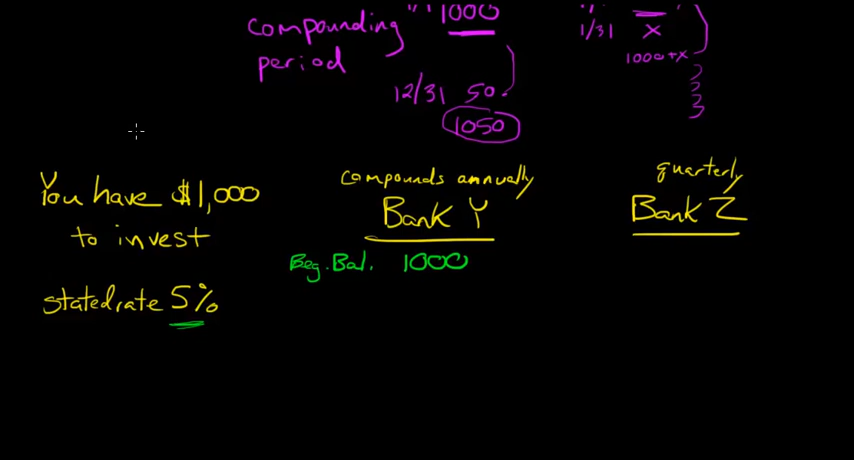 compounding
period
1000
12/31 50
1050
1/31 X
1000+X
You have $1,000
to invest
stated rate 5%
compounds annually
Bank Y
Beg. Bal. 1000
quarterly
Bank Z